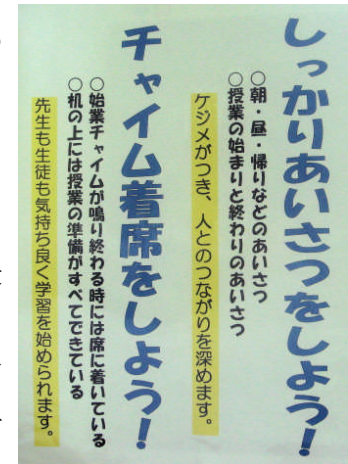 しっかりあいさつをしよう！
○朝・昼・帰りなどのあいさつ
○授業の始まりと終わりのあいさつ
ケジメがつき、人とのつながりを深めます。
チャイム着席をしよう！
○始業チャイムが鳴り終わる時には席に着いている
○机の上には授業の準備がすべてできている
先生も生徒も気持ち良く学習を始められます。